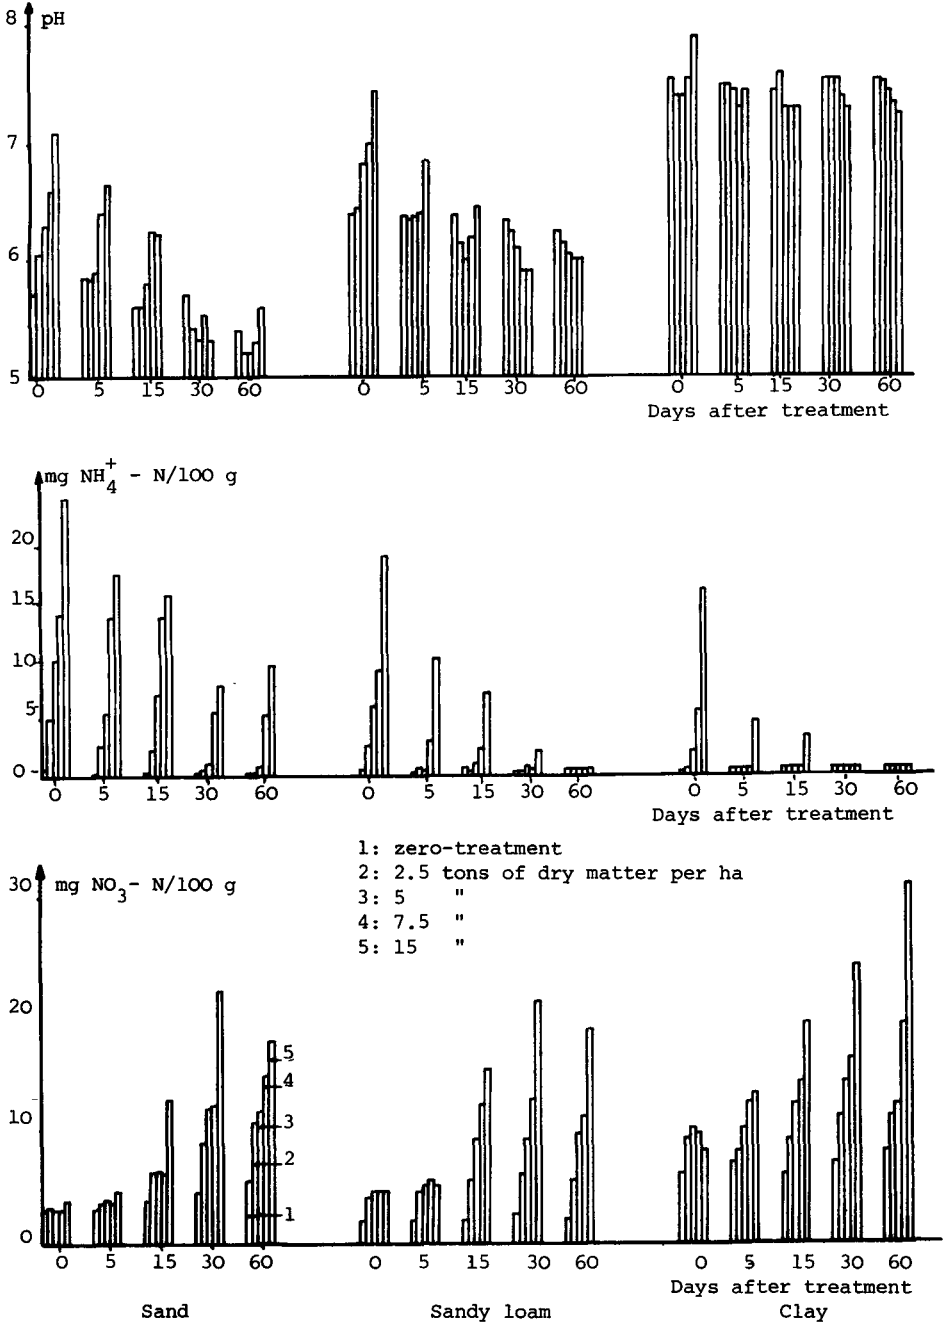 8 pH
7
6
5
0 5 15 30 60 0 5 15 30 60 0 5 15 30 60
Days after treatment
mg NH4+ - N/100 g
20
15
10
5
0
0 5 15 30 60 0 5 15 30 60 0 5 15 30 60
Days after treatment
1: zero-treatment
2: 2.5 tons of dry matter per ha
3: 5 "
4: 7.5 "
5: 15 "
30 mg NO3- N/100 g
20
10
0
5
4
3
2
1
0 5 15 30 60 0 5 15 30 60 0 5 15 30 60
Days after treatment
Sand Sandy loam Clay